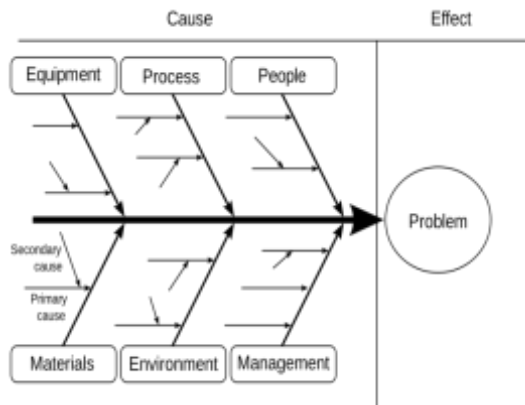 Cause
Effect
Equipment
Process
People
Problem
Secondary
cause
Primary
cause
Materials
Environment
Management